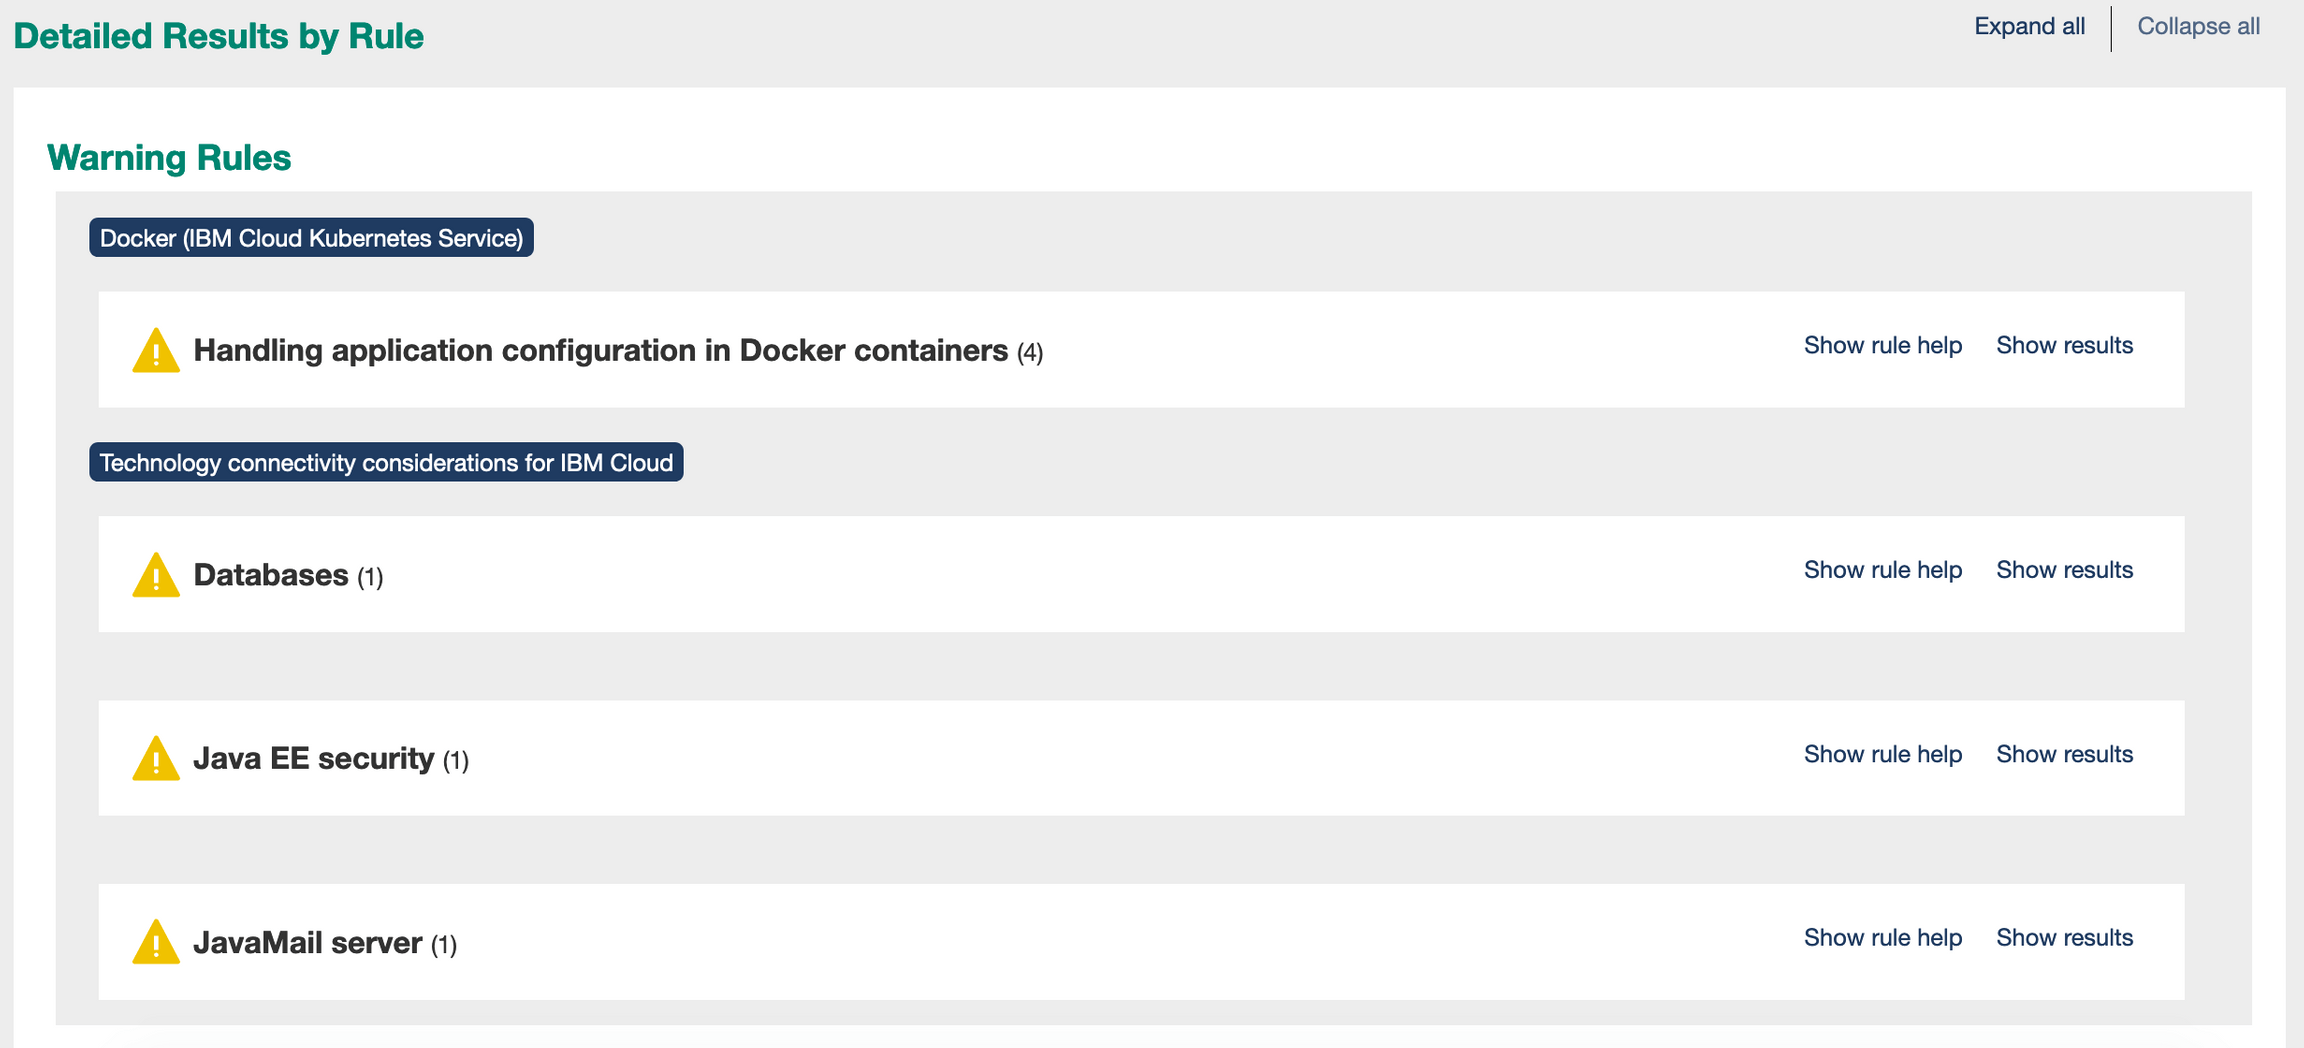 Detailed Results by Rule
Expand all
Collapse all
Warning Rules
Docker (IBM Cloud Kubernetes Service)
Handling application configuration in Docker containers (4)
Show rule help
Show results
Technology connectivity considerations for IBM Cloud
Databases (1)
Show rule help
Show results
Java EE security (1)
Show rule help
Show results
JavaMail server (1)
Show rule help
Show results